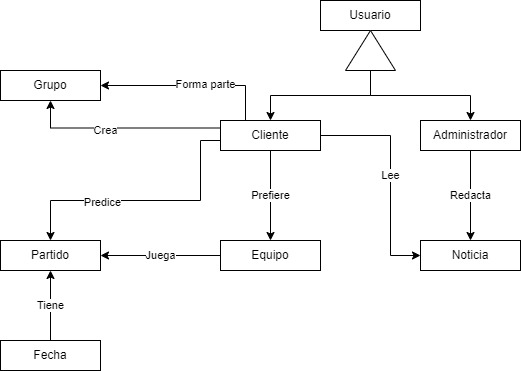 Usuario
Grupo
Forma parte
Crea
Cliente
Administrador
Predice
Prefiere
Lee
Redacta
Partido
Juega
Equipo
Noticia
Tiene
Fecha